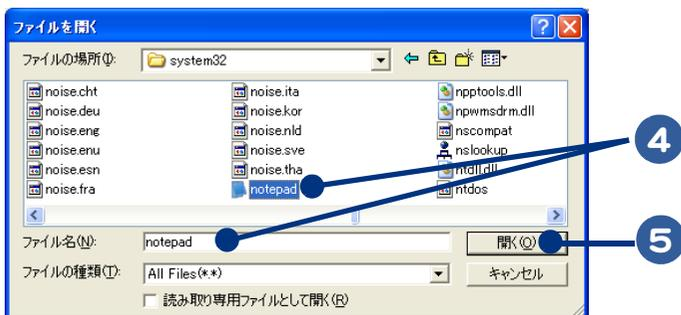 ファイルを開く
ファイルの場所(I): system32
noise.cht noise.ita npptools.dll
noise.deu noise.kor npwmsdrm.dll
noise.eng noise.nld nscompat
noise.enu noise.sve nslookup
noise.esn noise.tha ntdll.dll
noise.fra notepad ntdos
4
ファイル名(N): notepad 開く(O)
5
ファイルの種類(T): All Files(*.*) キャンセル
読み取り専用ファイルとして開く(R)